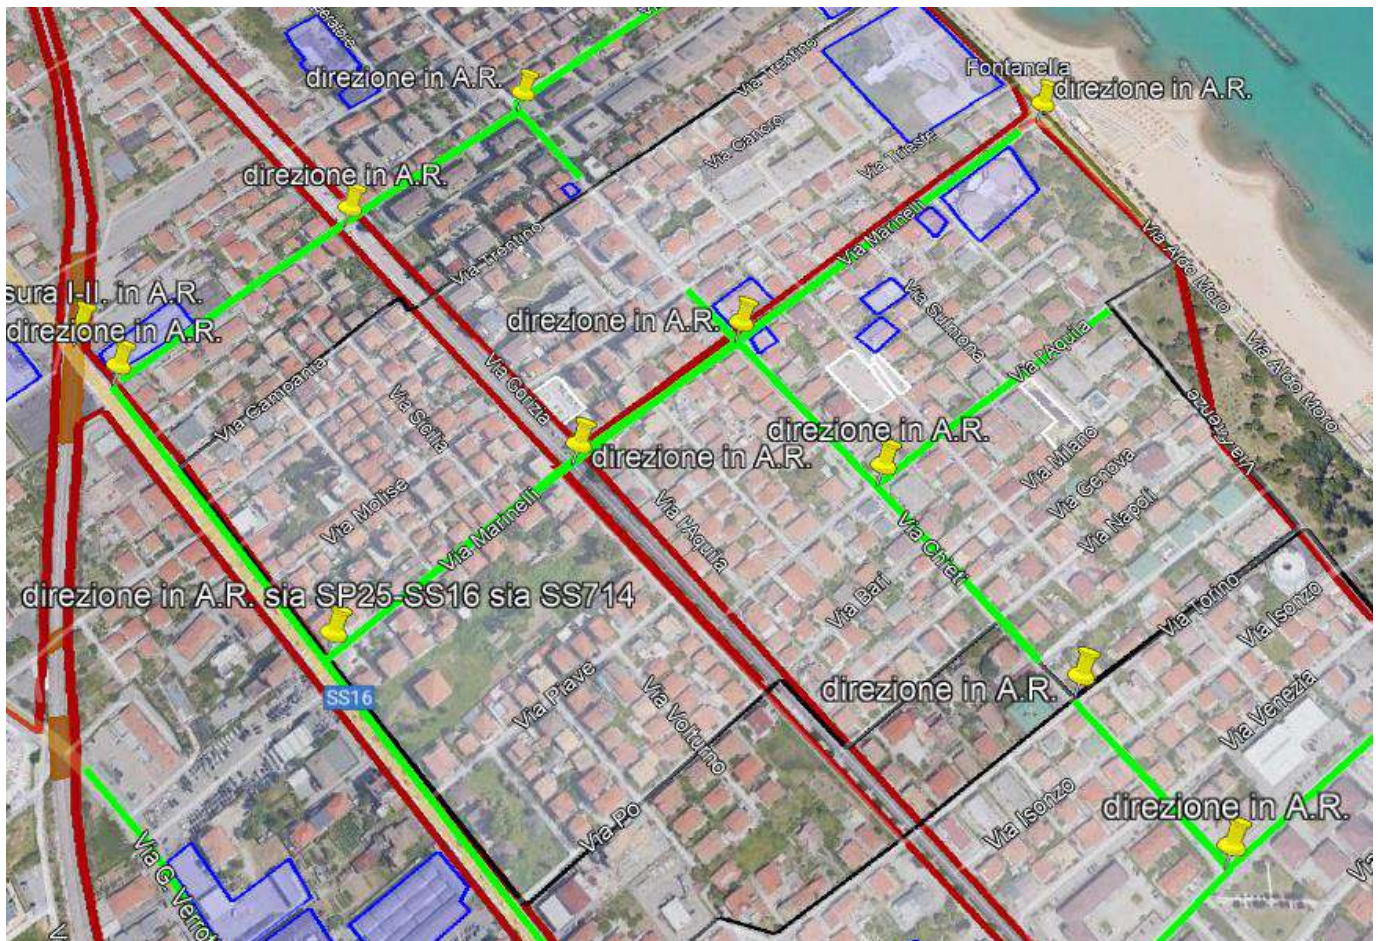 direzione in A.R.
Via Trentino
Fontanella
direzione in A.R.
Via Cancro
Via Trieste
direzione in A.R.
Via Marinelli
Via Aldo Moro
Via Trentino
sura I-II. in A.R.
direzione in A.R.
direzione in A.R.
Via Sulmona
Via Aldo Moro
Via l'Aquila
Via Gorizia
Via Campania
Via Sicilia
Via Firenze
direzione in A.R.
direzione in A.R.
Via Milano
Via Genova
Via Napoli
Via Molise
Via Marinelli
Via l'Aquila
Via Chieti
direzione in A.R. sia SP25-SS16 sia SS714
Via Bari
Via Torino
Via Isonzo
SS16
Via Piave
Via Volturno
direzione in A.R.
Via Venezia
Via Po
Via Isonzo
direzione in A.R.
Via G. Verrot